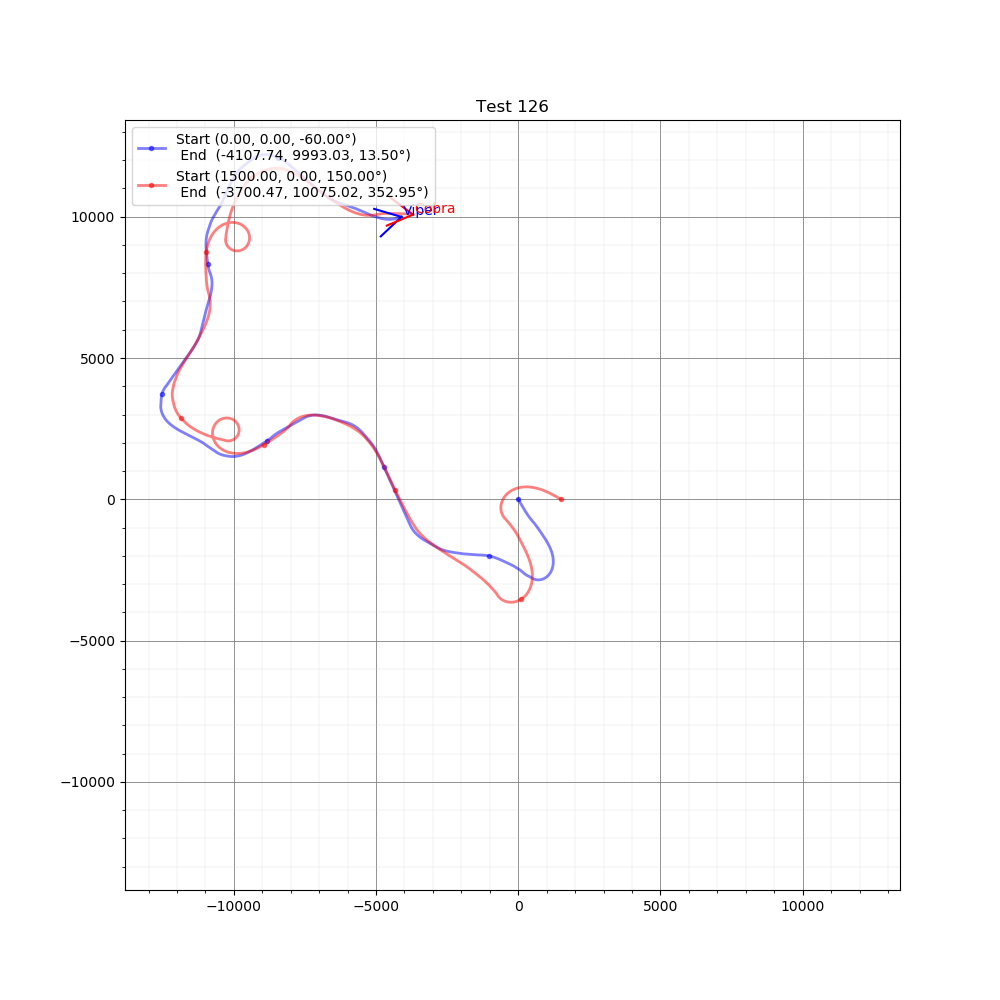 Test 126
Start (0.00, 0.00, -60.00°)
End (-4107.74, 9993.03, 13.50°)
Start (1500.00, 0.00, 150.00°)
End (-3700.47, 10075.02, 352.95°)
Viper
10000
5000
0
−5000
−10000
−10000
−5000
0
5000
10000